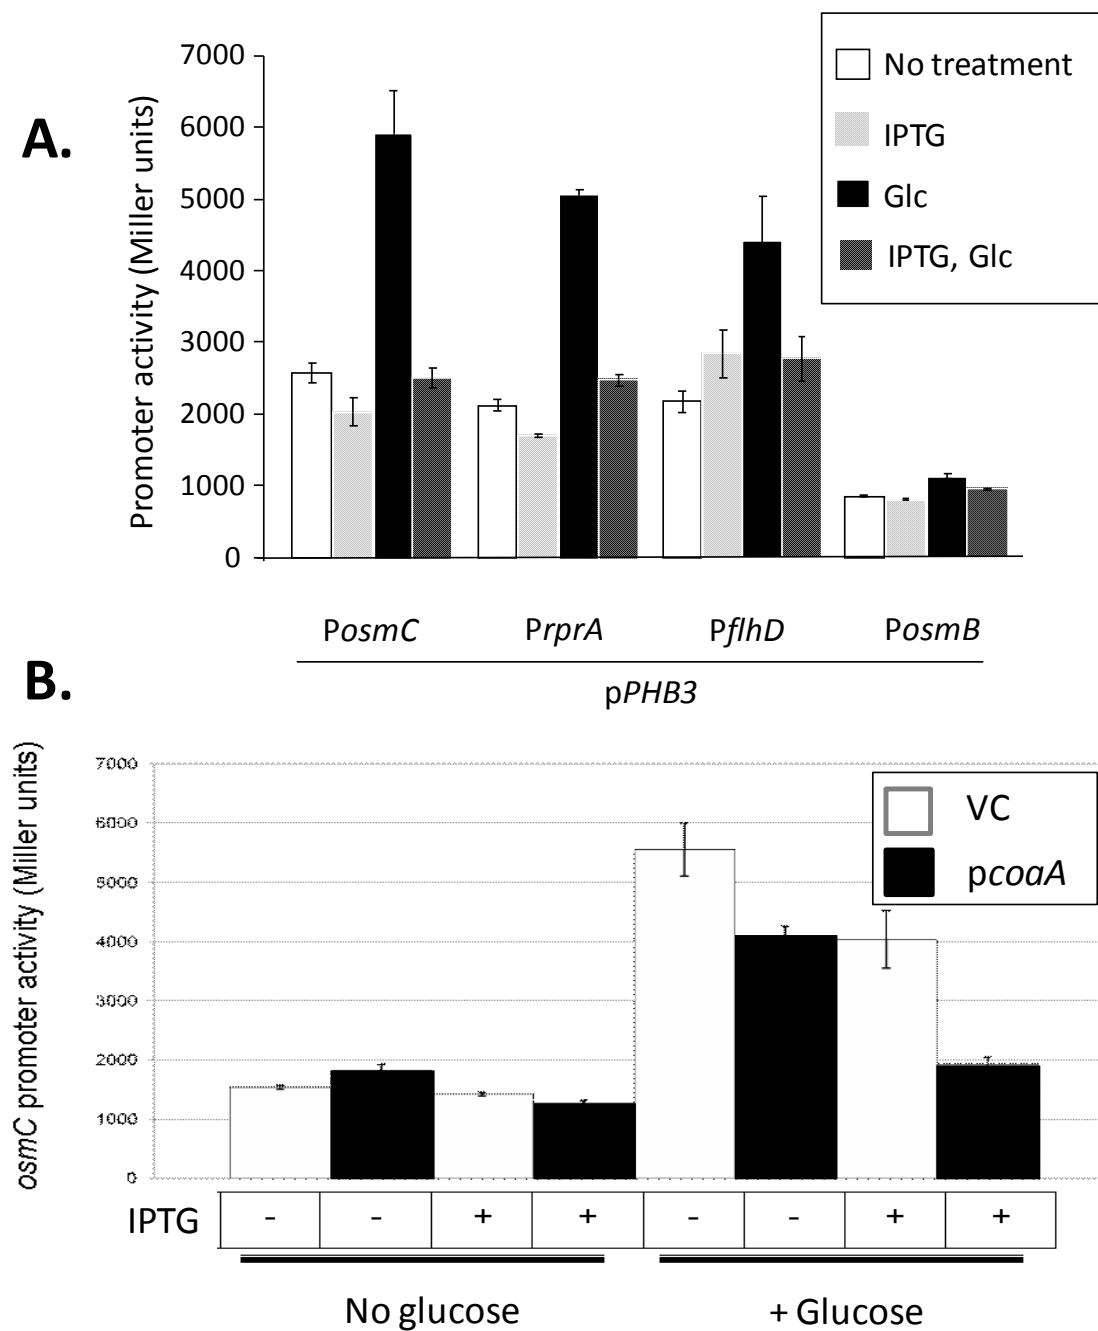 A.
Promoter activity (Miller units)
7000
6000
5000
4000
3000
2000
1000
0
No treatment
IPTG
Glc
IPTG, Glc
PosmC PrprA PflhD PosmB
pPHB3
B.
osmC promoter activity (Miller units)
7000
6000
5000
4000
3000
2000
1000
0
VC
pcoaA
IPTG - - + + - - + +
No glucose + Glucose